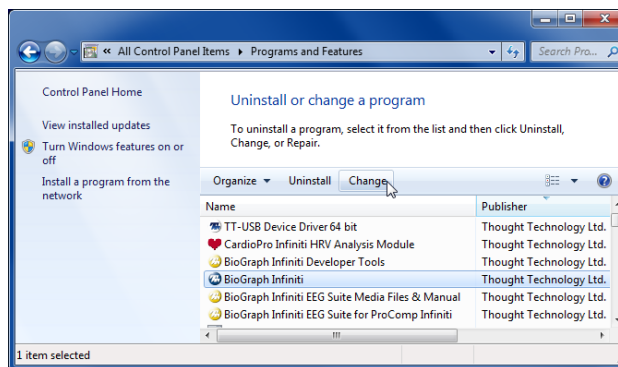 « All Control Panel Items ▸ Programs and Features
Search Pro...
Control Panel Home
View installed updates
Turn Windows features on or
off
Install a program from the
network
Uninstall or change a program
To uninstall a program, select it from the list and then click Uninstall,
Change, or Repair.
Organize Uninstall Change
Name Publisher
TT-USB Device Driver 64 bit Thought Technology Ltd.
CardioPro Infiniti HRV Analysis Module Thought Technology Ltd.
BioGraph Infiniti Developer Tools Thought Technology Ltd.
BioGraph Infiniti Thought Technology Ltd.
BioGraph Infiniti EEG Suite Media Files & Manual Thought Technology Ltd.
BioGraph Infiniti EEG Suite for ProComp Infiniti Thought Technology Ltd.
1 item selected